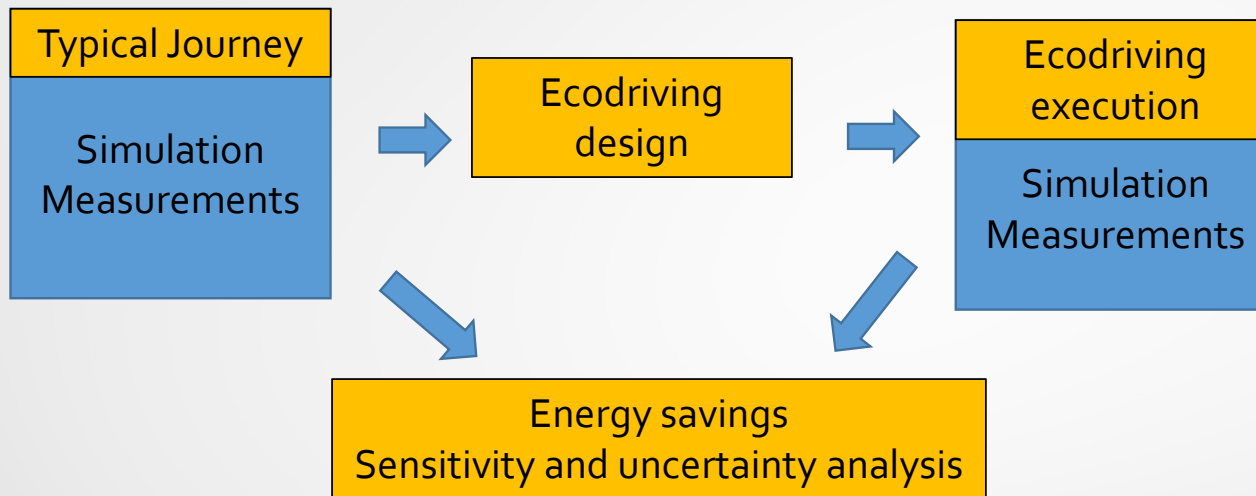 Typical Journey
Simulation
Measurements
Ecodriving
design
Ecodriving
execution
Simulation
Measurements
Energy savings
Sensitivity and uncertainty analysis